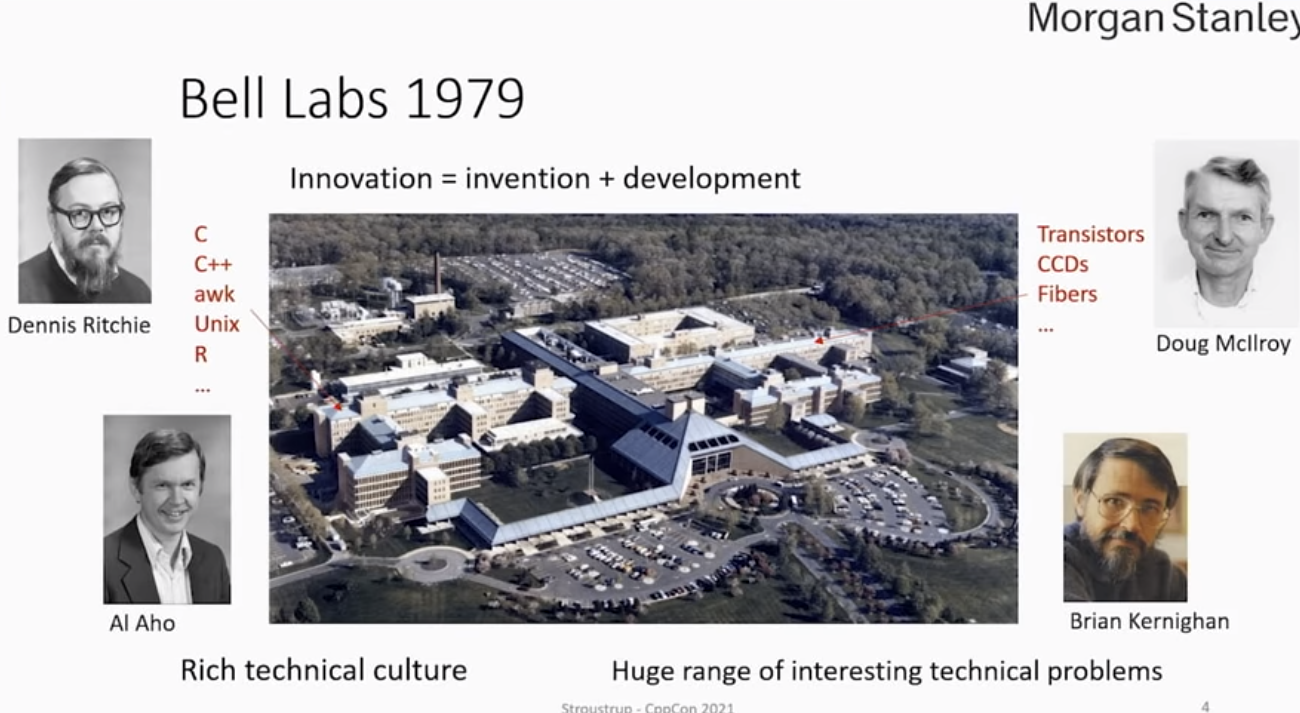 Morgan Stanley
Bell Labs 1979
Innovation = invention + development
C
C++
awk
Unix
R
...
Transistors
CCDs
Fibers
...
Dennis Ritchie
Doug McIlroy
Al Aho
Brian Kernighan
Rich technical culture
Huge range of interesting technical problems
Stroustrup - CppCon 2021
4